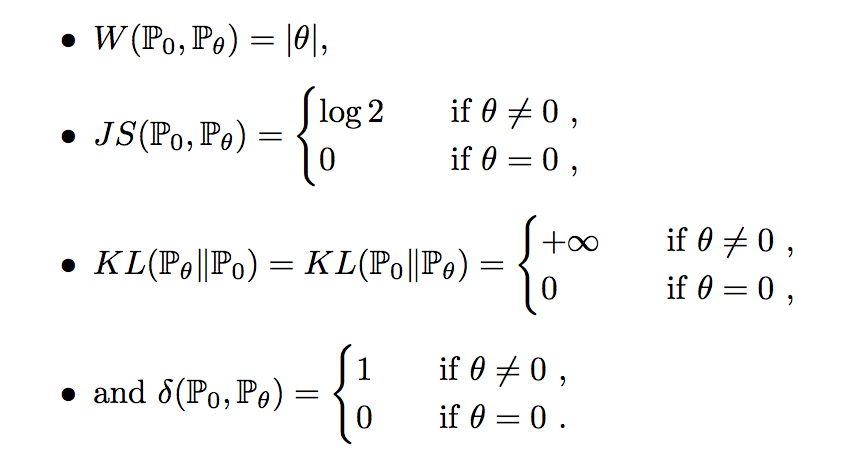 • W(ℙ₀, ℙ_θ) = |θ|,
• JS(ℙ₀, ℙ_θ) = { log 2 if θ ≠ 0 ,
0 if θ = 0 ,
• KL(ℙ_θ‖ℙ₀) = KL(ℙ₀‖ℙ_θ) = { +∞ if θ ≠ 0 ,
0 if θ = 0 ,
• and δ(ℙ₀, ℙ_θ) = { 1 if θ ≠ 0 ,
0 if θ = 0 .